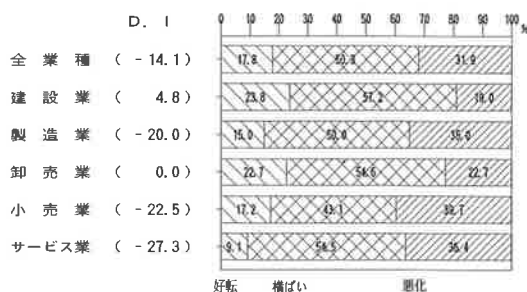 D. I
0 10 20 30 40 50 60 70 80 90 100 %
全業種 ( -14.1) 17.8 50.3 31.9
建設業 ( 4.8) 23.8 57.2 19.0
製造業 ( -20.0) 15.0 50.0 35.0
卸売業 ( 0.0) 22.7 54.6 22.7
小売業 ( -22.5) 17.2 43.1 39.7
サービス業 ( -27.3) 9.1 54.5 36.4
好転 横ばい 悪化